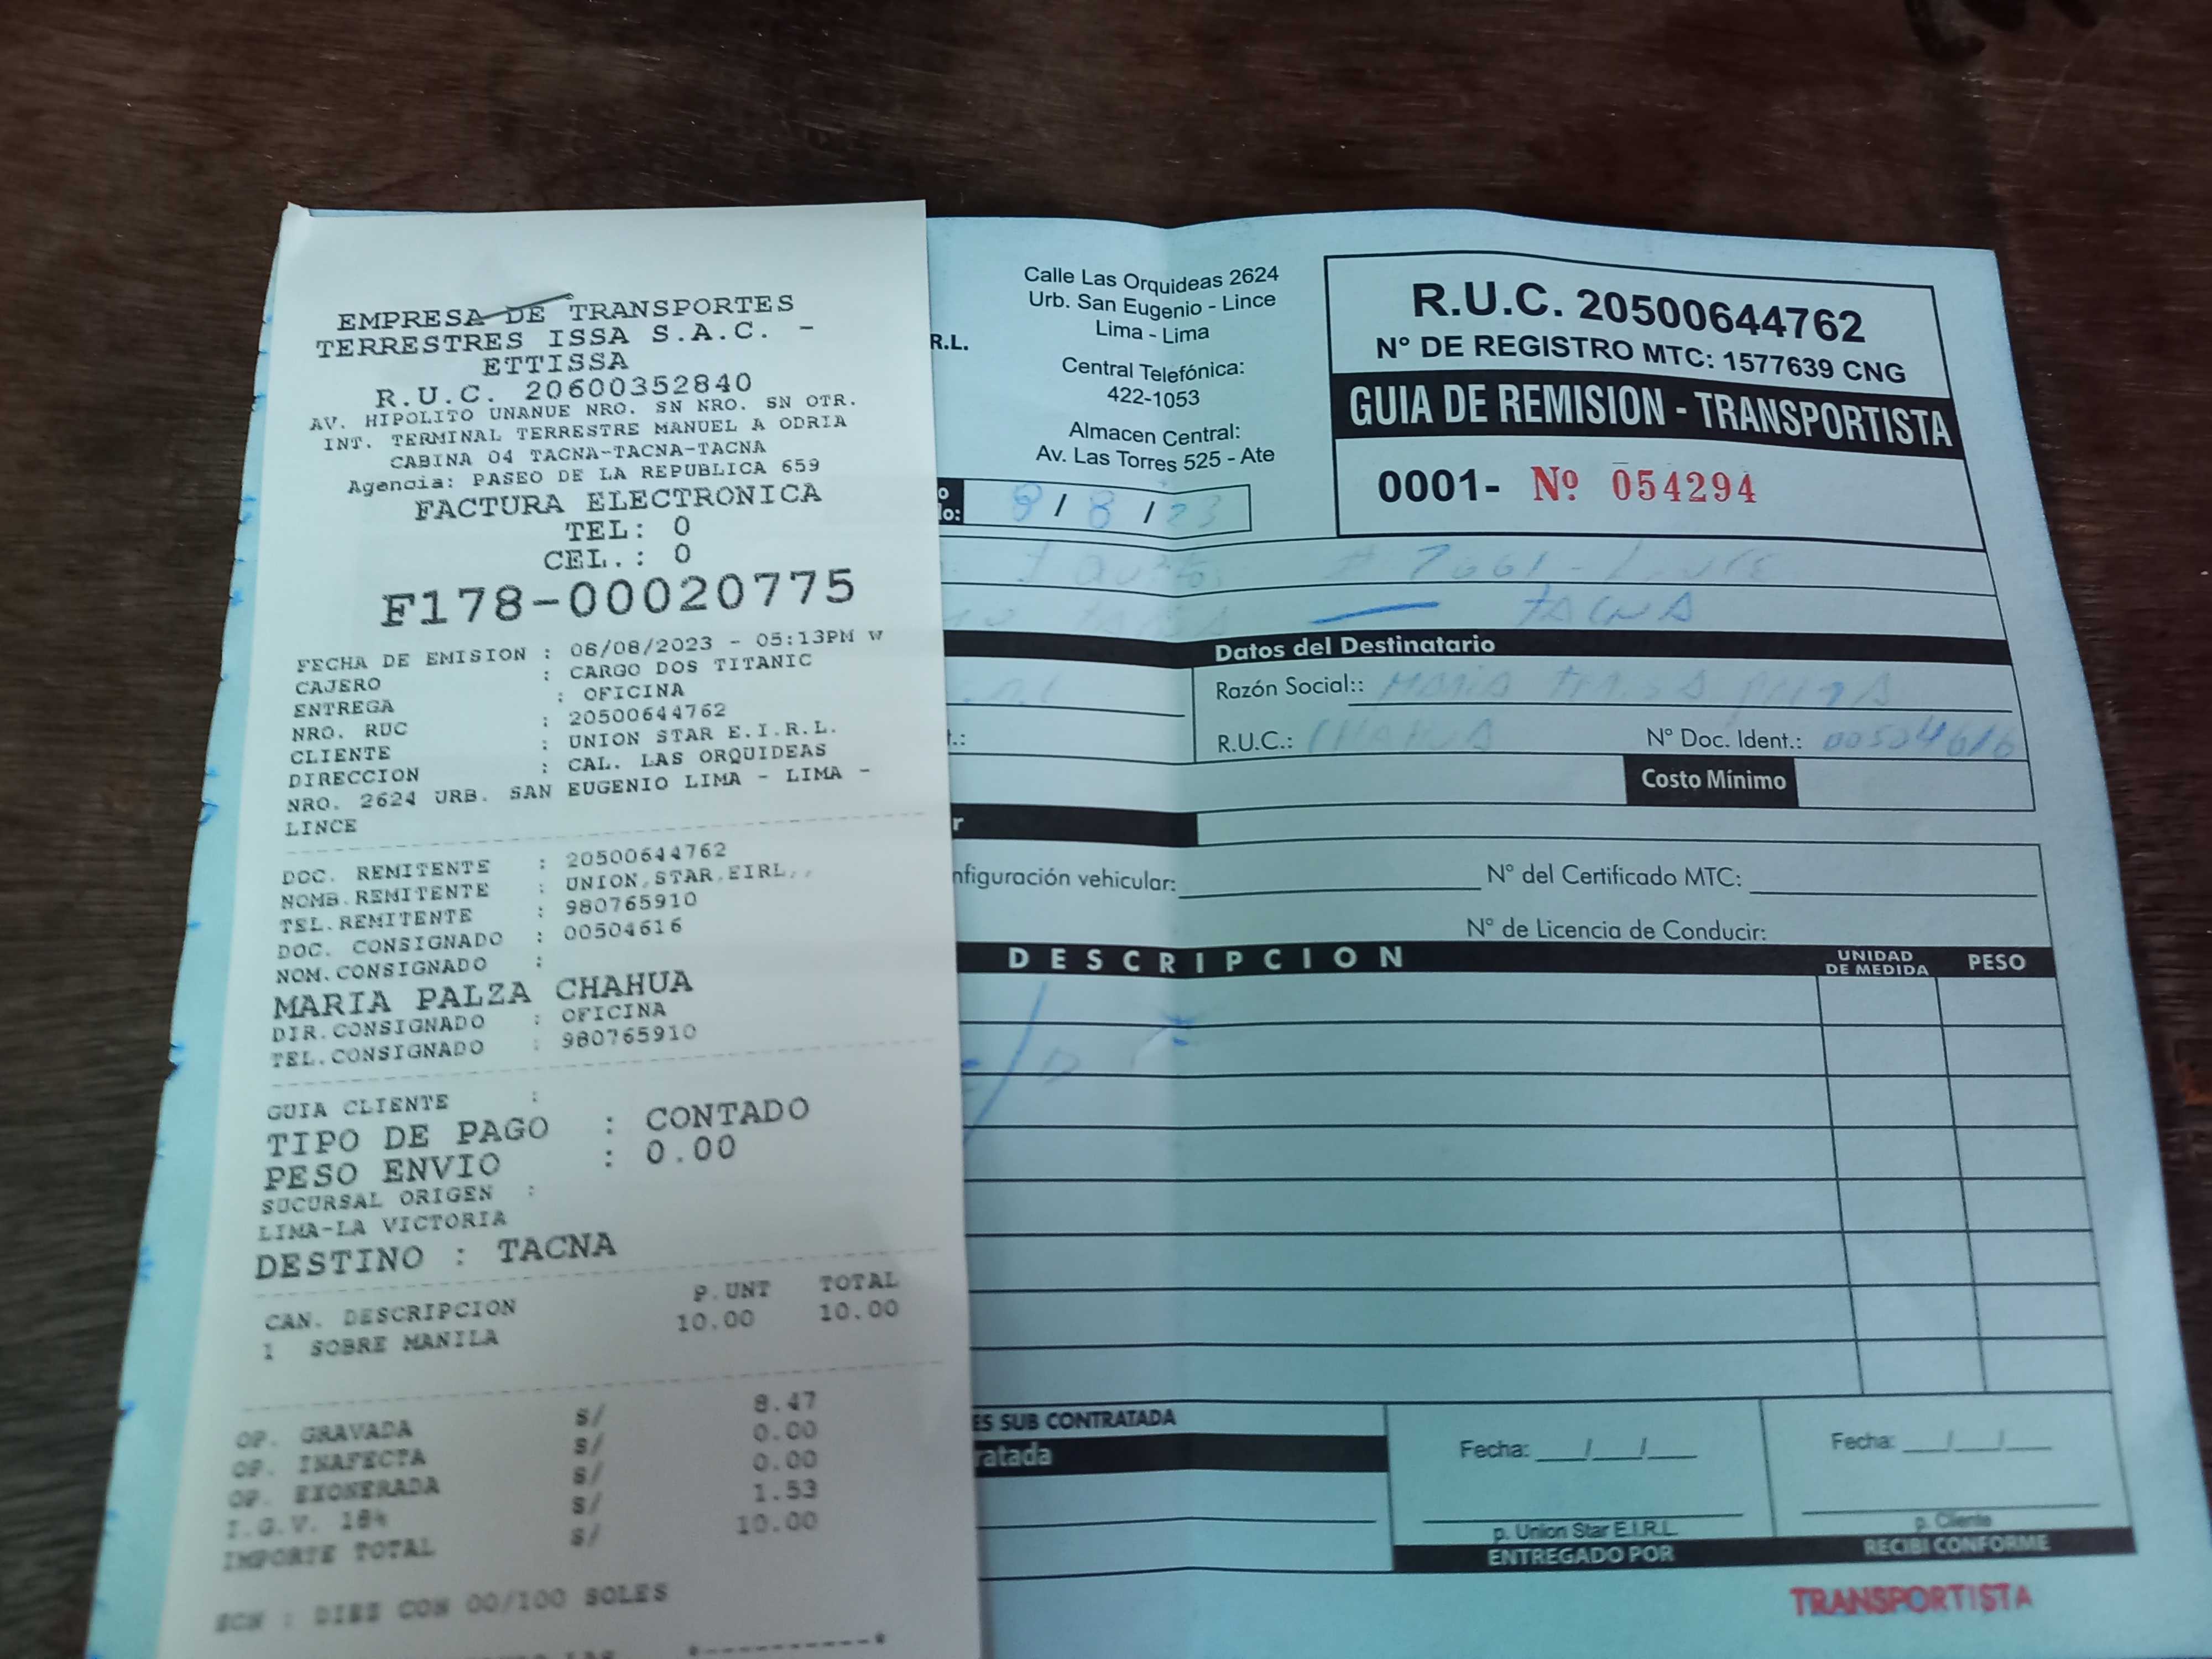 EMPRESA DE TRANSPORTES
TERRESTRES ISSA S.A.C. -
ETTISSA
R.U.C. 20600352840
AV. HIPOLITO UNANUE NRO. SN NRO. SN OTR.
INT. TERMINAL TERRESTRE MANUEL A ODRIA
CABINA 04 TACNA-TACNA-TACNA
Agencia: PASEO DE LA REPUBLICA 659
FACTURA ELECTRONICA
TEL: 0
CEL.: 0
F178-00020775
FECHA DE EMISION : 08/08/2023 - 05:13PM W
CAJERO : CARGO DOS TITANIC
ENTREGA : OFICINA
NRO. RUC : 20500644762
CLIENTE : UNION STAR E.I.R.L.
DIRECCION : CAL. LAS ORQUIDEAS
NRO. 2624 URB. SAN EUGENIO LIMA - LIMA -
LINCE
DOC. REMITENTE : 20500644762
NOMB.REMITENTE : UNION,STAR,EIRL,,
TEL.REMITENTE : 980765910
DOC. CONSIGNADO : 00504616
NOM.CONSIGNADO :
MARIA PALZA CHAHUA
DIR.CONSIGNADO : OFICINA
TEL.CONSIGNADO : 980765910
GUIA CLIENTE :
TIPO DE PAGO : CONTADO
PESO ENVIO : 0.00
SUCURSAL ORIGEN :
LIMA-LA VICTORIA
DESTINO : TACNA
CAN. DESCRIPCION P.UNT TOTAL
1 SOBRE MANILA 10.00 10.00
OP. GRAVADA S/ 8.47
OP. INAFECTA S/ 0.00
OP. EXONERADA S/ 0.00
I.G.V. 18% S/ 1.53
IMPORTE TOTAL S/ 10.00
SON : DIEZ CON 00/100 SOLES
R.L.
Calle Las Orquideas 2624
Urb. San Eugenio - Lince
Lima - Lima
Central Telefónica:
422-1053
Almacen Central:
Av. Las Torres 525 - Ate
R.U.C. 20500644762
N° DE REGISTRO MTC: 1577639 CNG
GUIA DE REMISION - TRANSPORTISTA
0001- Nº 054294
o
do: 8 / 8 / 23
TACNA
Datos del Destinatario
Razón Social:: MARIA
R.U.C.: CHAHUA N° Doc. Ident.: 00504616
Costo Mínimo
r
nfiguración vehicular: N° del Certificado MTC:
N° de Licencia de Conducir:
DESCRIPCION UNIDAD DE MEDIDA PESO
ES SUB CONTRATADA
ratada
Fecha: / /
Fecha: / /
p. Union Star E.I.R.L.
p. Cliente
ENTREGADO POR
RECIBI CONFORME
TRANSPORTISTA